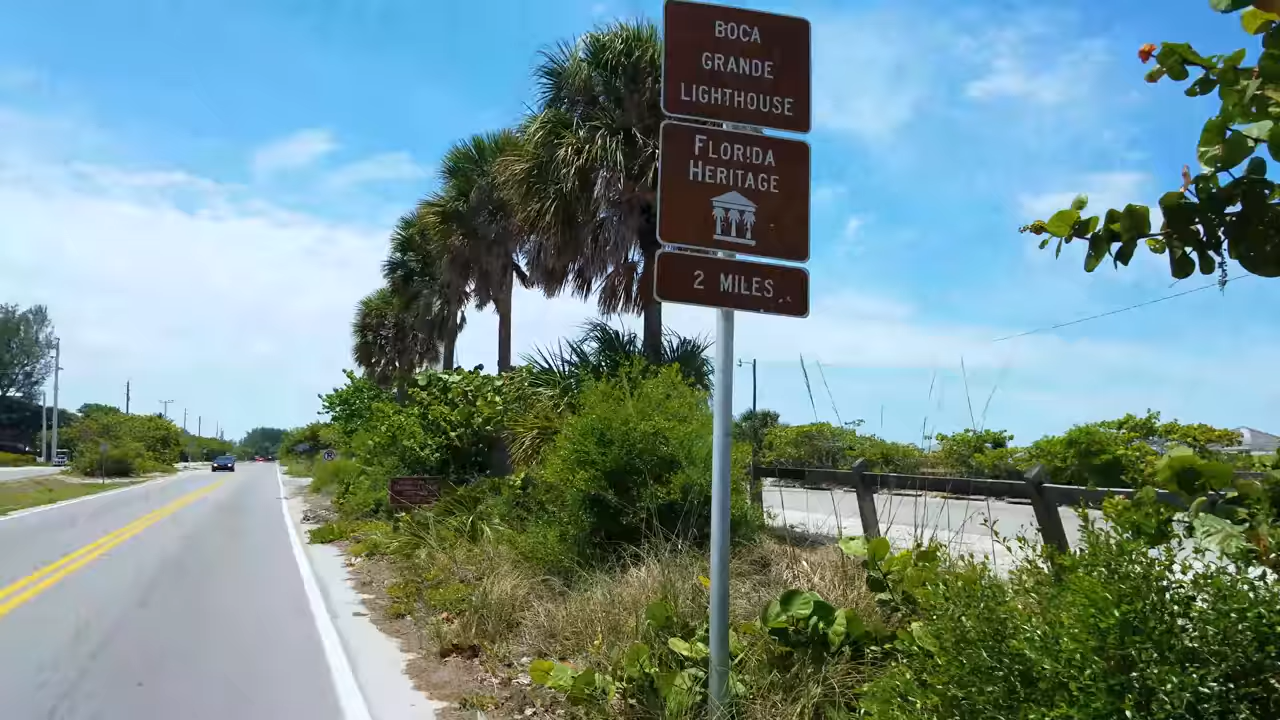 BOCA
GRANDE
LIGHTHOUSE
FLORIDA
HERITAGE
2 MILES